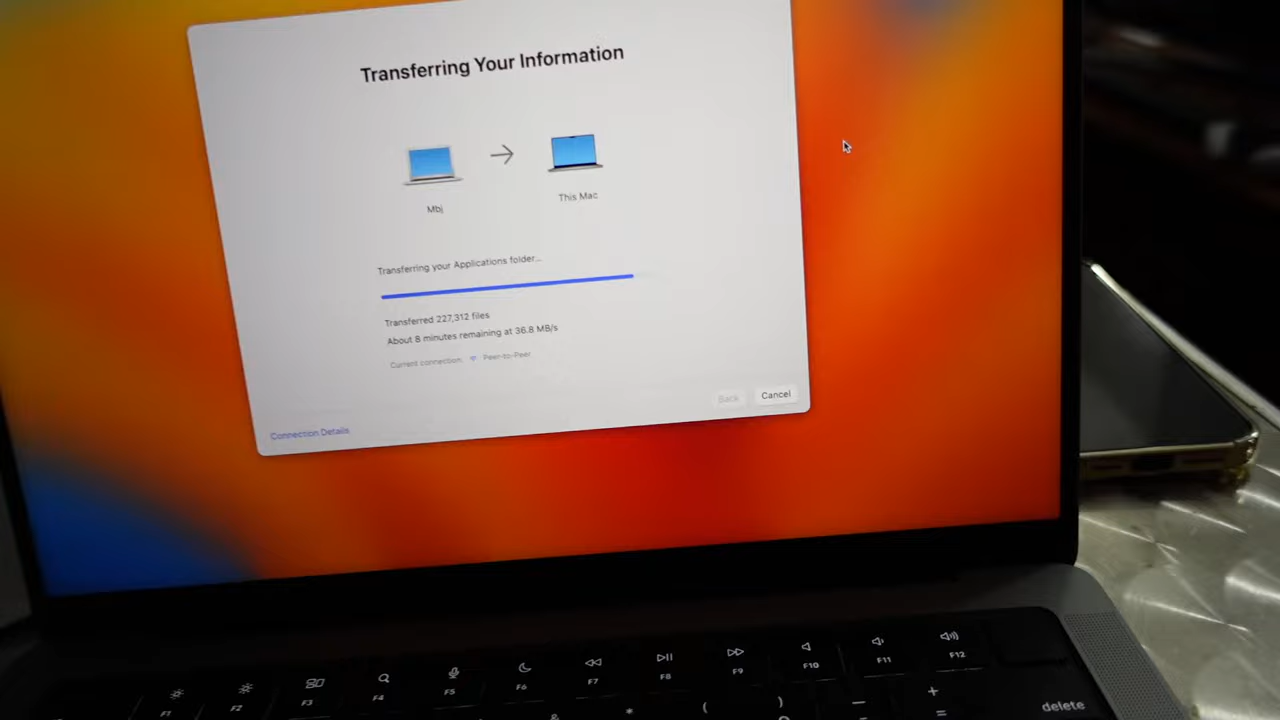 Transferring Your Information
Mbj
This Mac
Transferring your Applications folder...
Transferred 227,312 files
About 8 minutes remaining at 36.8 MB/s
Current connection: Peer-to-Peer
Back
Cancel
Connection Details
F1 F2 F3 F4 F5 F6 F7 F8 F9 F10 F11 F12
& * ( ) — +
=
delete